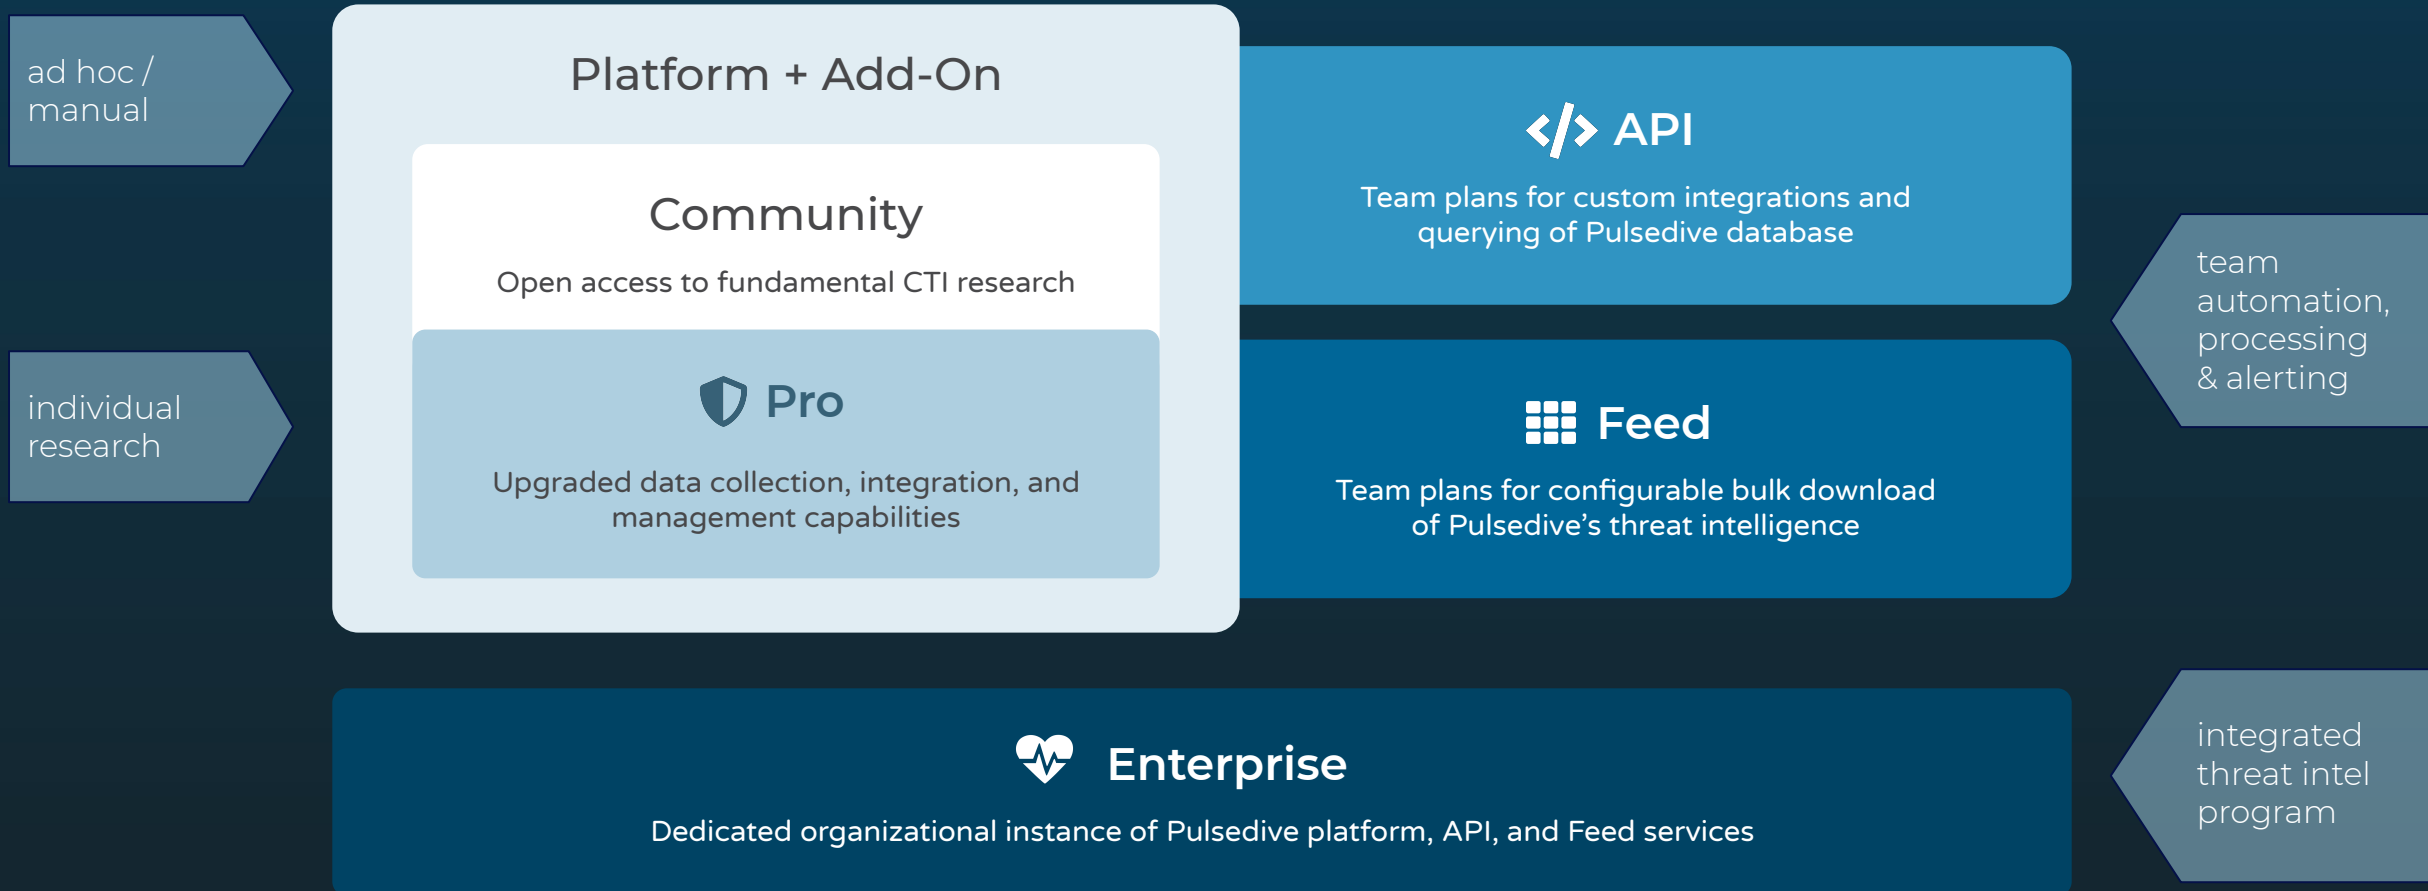 ad hoc /
manual
individual
research
Platform + Add-On
Community
Open access to fundamental CTI research
Pro
Upgraded data collection, integration, and
management capabilities
</> API
Team plans for custom integrations and
querying of Pulsedive database
Feed
Team plans for configurable bulk download
of Pulsedive’s threat intelligence
team
automation,
processing
& alerting
Enterprise
Dedicated organizational instance of Pulsedive platform, API, and Feed services
integrated
threat intel
program